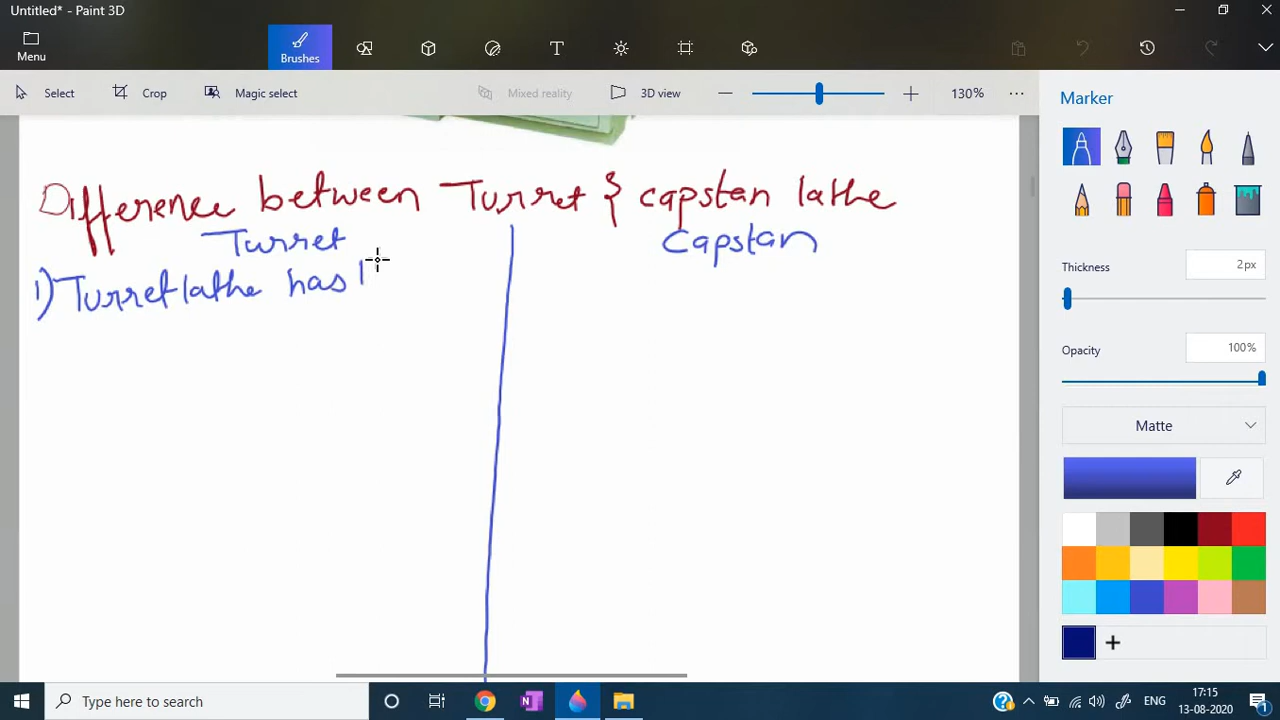 Untitled* - Paint 3D
Menu
Brushes
Select
Crop
Magic select
Mixed reality
3D view
130%
Marker
Difference between Turret & capstan lathe
Turret
Capstan
1) Turret lathe has
Thickness
2px
Opacity
100%
Matte
Type here to search
ENG
17:15
13-08-2020
1